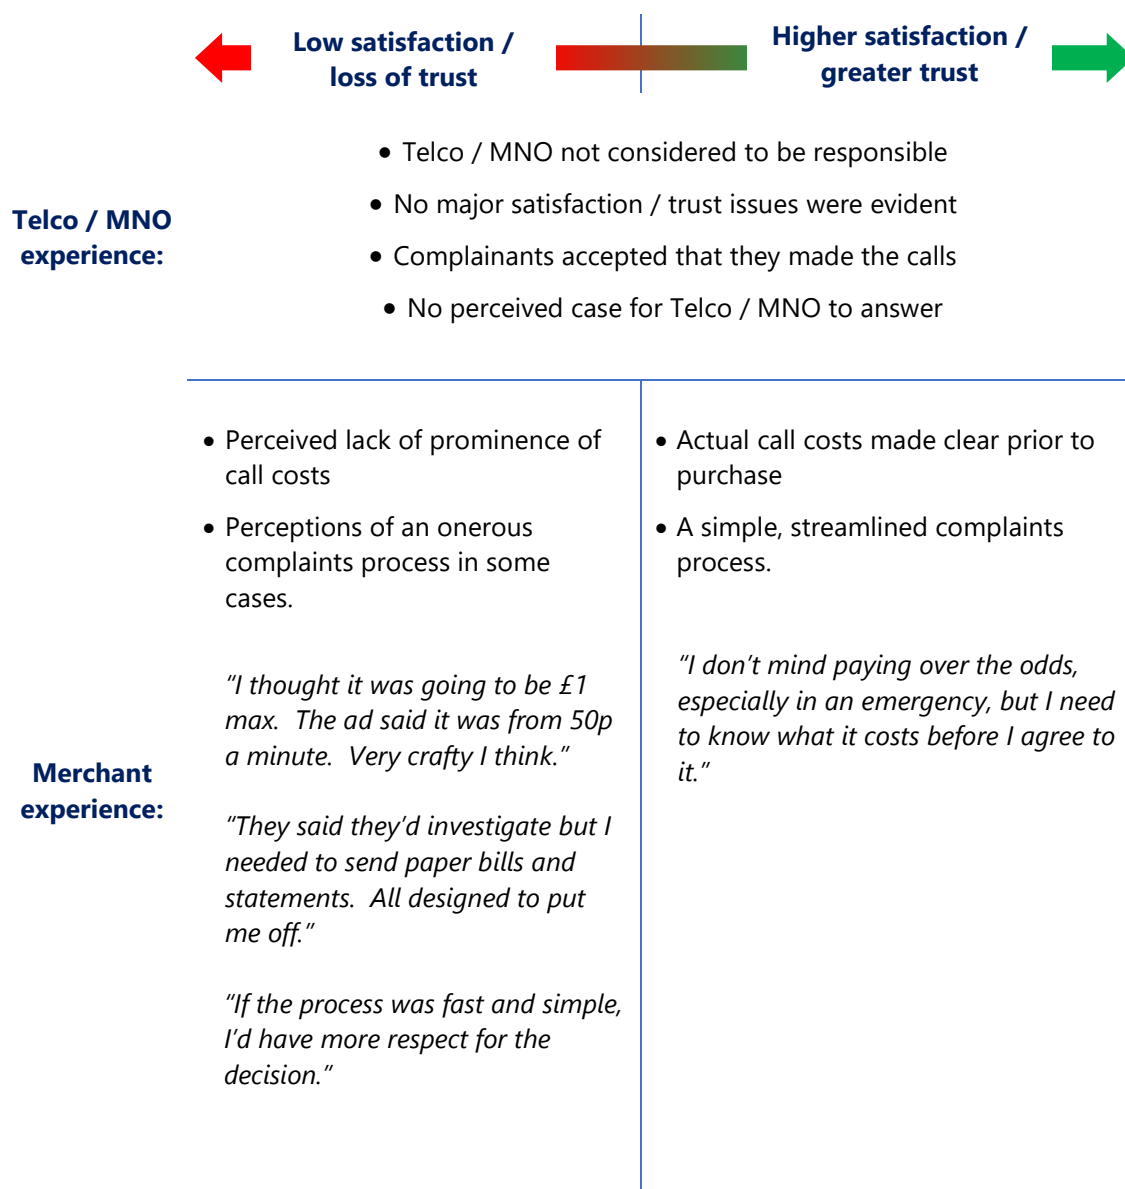 Low satisfaction /
loss of trust
Higher satisfaction /
greater trust
Telco / MNO
experience:
• Telco / MNO not considered to be responsible
• No major satisfaction / trust issues were evident
• Complainants accepted that they made the calls
• No perceived case for Telco / MNO to answer
Merchant
experience:
• Perceived lack of prominence of
call costs
• Perceptions of an onerous
complaints process in some
cases.
“I thought it was going to be £1
max.  The ad said it was from 50p
a minute.  Very crafty I think.”
“They said they’d investigate but I
needed to send paper bills and
statements.  All designed to put
me off.”
“If the process was fast and simple,
I’d have more respect for the
decision.”
• Actual call costs made clear prior to
purchase
• A simple, streamlined complaints
process.
“I don’t mind paying over the odds,
especially in an emergency, but I need
to know what it costs before I agree to
it.”